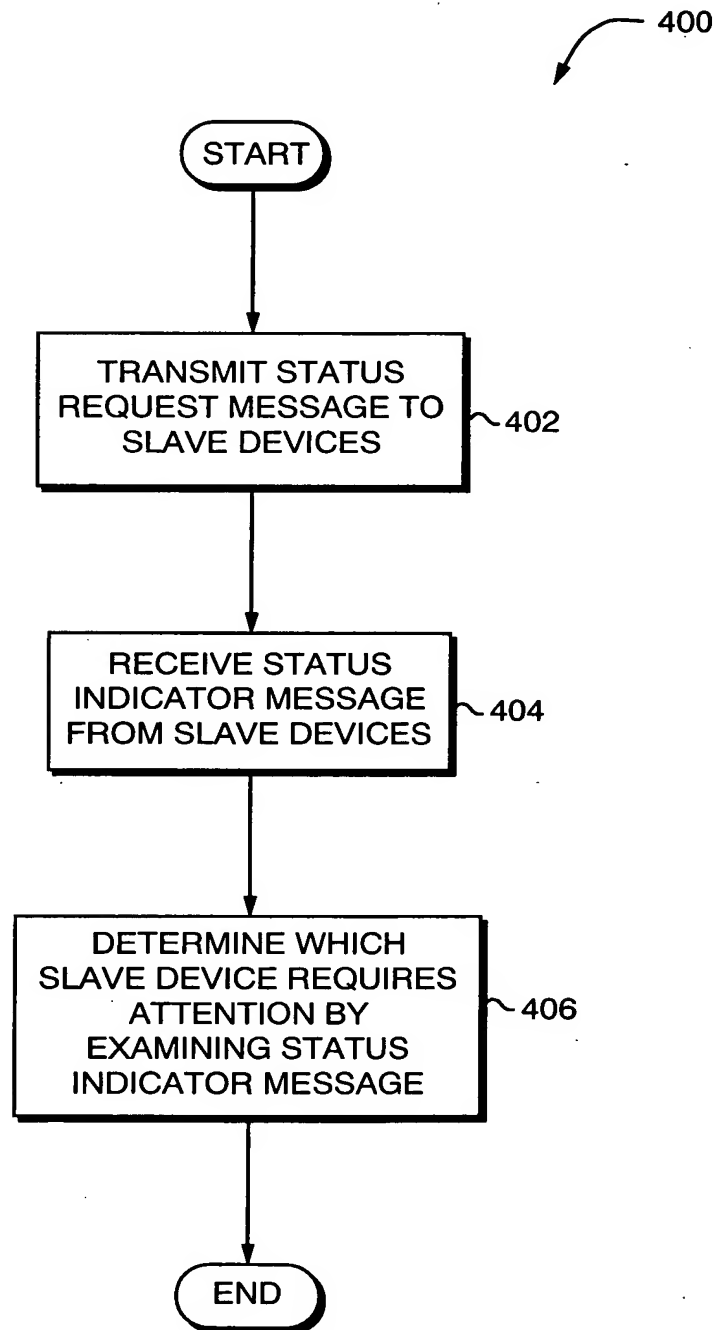 400
START
TRANSMIT STATUS
REQUEST MESSAGE TO
SLAVE DEVICES
402
RECEIVE STATUS
INDICATOR MESSAGE
FROM SLAVE DEVICES
404
DETERMINE WHICH
SLAVE DEVICE REQUIRES
ATTENTION BY
EXAMINING STATUS
INDICATOR MESSAGE
406
END